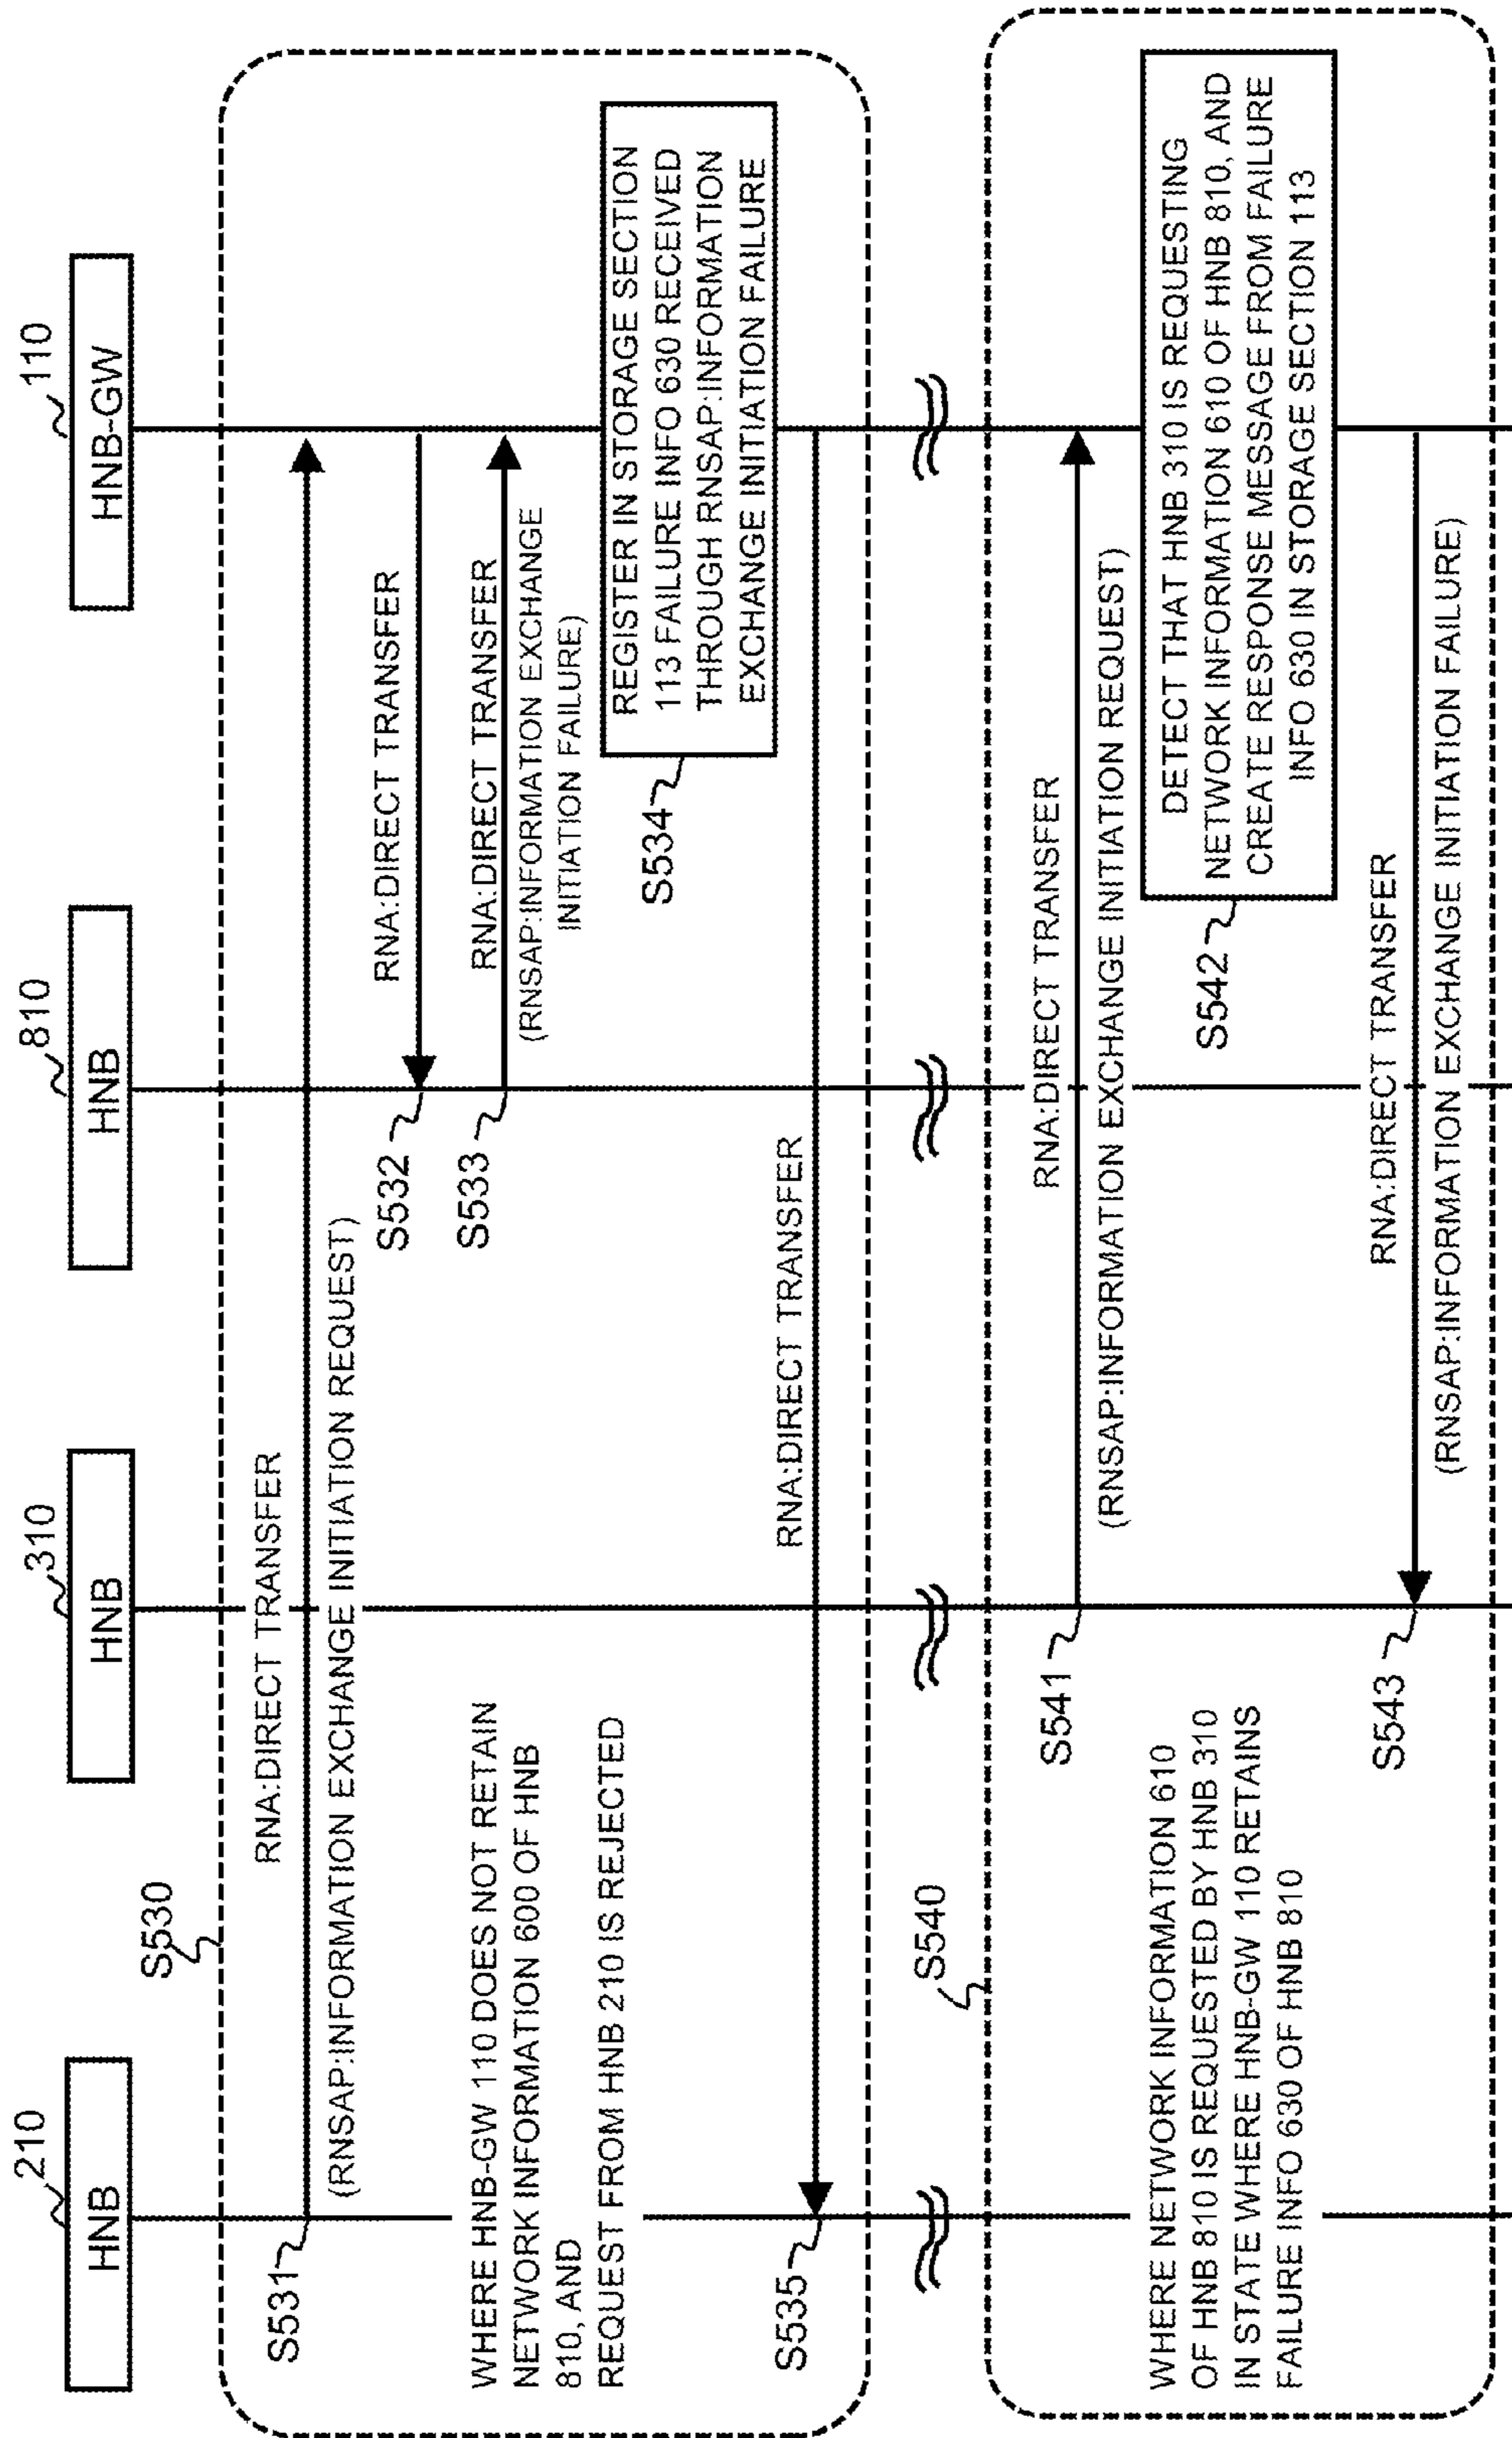 210
HNB
310
HNB
810
HNB
110
HNB-GW
S530
RNA:DIRECT TRANSFER
(RNSAP:INFORMATION EXCHANGE INITIATION REQUEST)
S531
RNA:DIRECT TRANSFER
S532
RNA:DIRECT TRANSFER
(RNSAP:INFORMATION EXCHANGE
INITIATION FAILURE)
S533
WHERE HNB-GW 110 DOES NOT RETAIN
NETWORK INFORMATION 600 OF HNB
810, AND
REQUEST FROM HNB 210 IS REJECTED
REGISTER IN STORAGE SECTION
113 FAILURE INFO 630 RECEIVED
THROUGH RNSAP:INFORMATION
EXCHANGE INITIATION FAILURE
S534
RNA:DIRECT TRANSFER
S535
S540
RNA:DIRECT TRANSFER
(RNSAP:INFORMATION EXCHANGE INITIATION REQUEST)
S541
WHERE NETWORK INFORMATION 610
OF HNB 810 IS REQUESTED BY HNB 310
IN STATE WHERE HNB-GW 110 RETAINS
FAILURE INFO 630 OF HNB 810
DETECT THAT HNB 310 IS REQUESTING
NETWORK INFORMATION 610 OF HNB 810, AND
CREATE RESPONSE MESSAGE FROM FAILURE
INFO 630 IN STORAGE SECTION 113
S542
RNA:DIRECT TRANSFER
(RNSAP:INFORMATION EXCHANGE INITIATION FAILURE)
S543